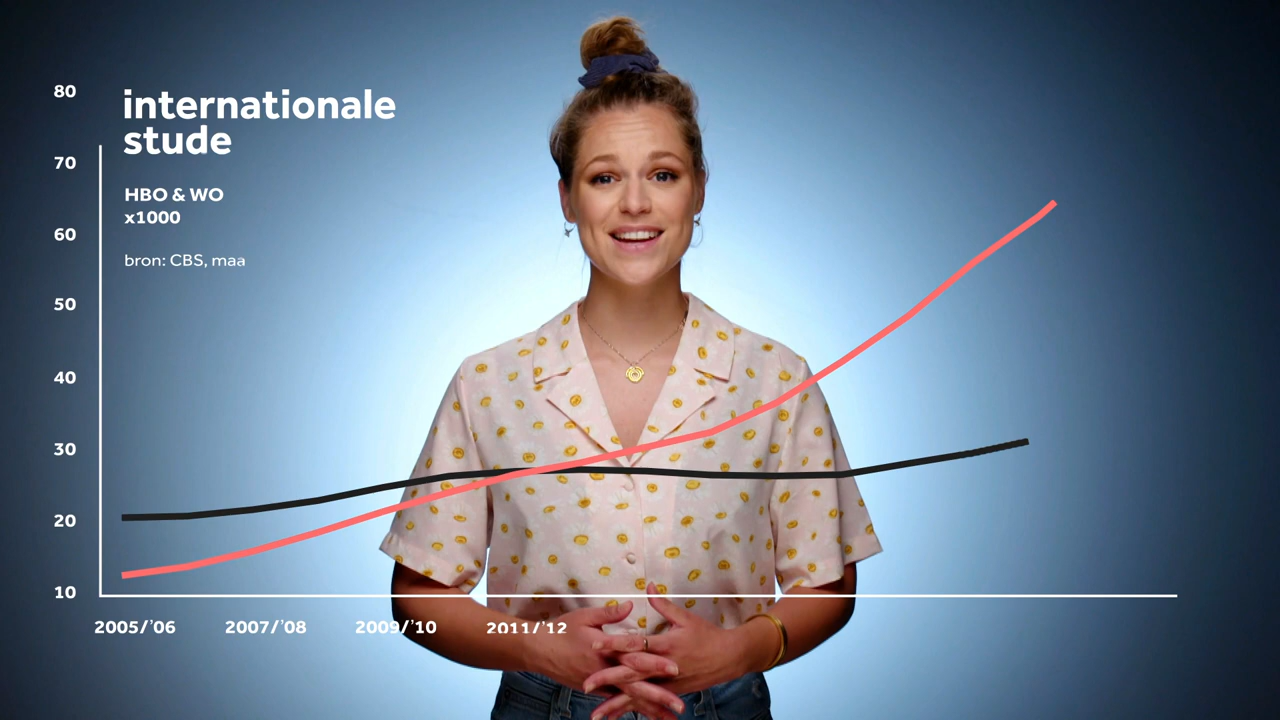 80
internationale
stude
70
HBO & WO
x1000
60
bron: CBS, maa
50
40
30
20
10
2005/'06 2007/'08 2009/'10 2011/'12